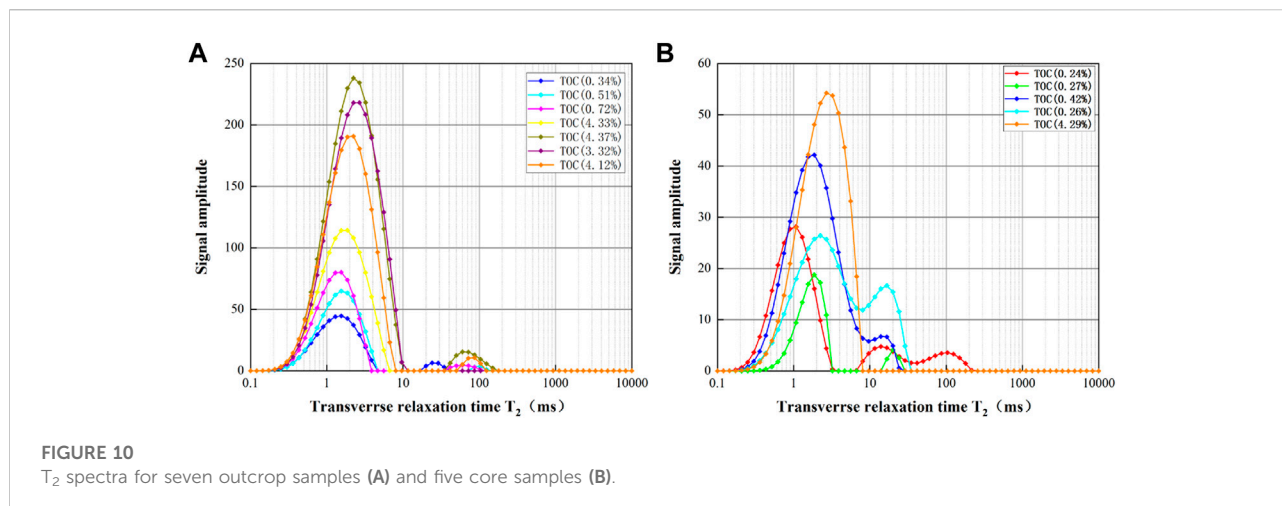 A
250
200
150
100
50
0
Signal amplitude
TOC(0.34%)
TOC(0.51%)
TOC(0.72%)
TOC(4.33%)
TOC(4.37%)
TOC(3.32%)
TOC(4.12%)
0.1 1 10 100 1000 10000
Transverrse relaxation time T₂（ms）
B
60
50
40
30
20
10
0
Signal amplitude
TOC(0.24%)
TOC(0.27%)
TOC(0.42%)
TOC(0.26%)
TOC(4.29%)
0.1 1 10 100 1000 10000
Transverrse relaxation time T₂（ms）
FIGURE 10
T₂ spectra for seven outcrop samples (A) and five core samples (B).